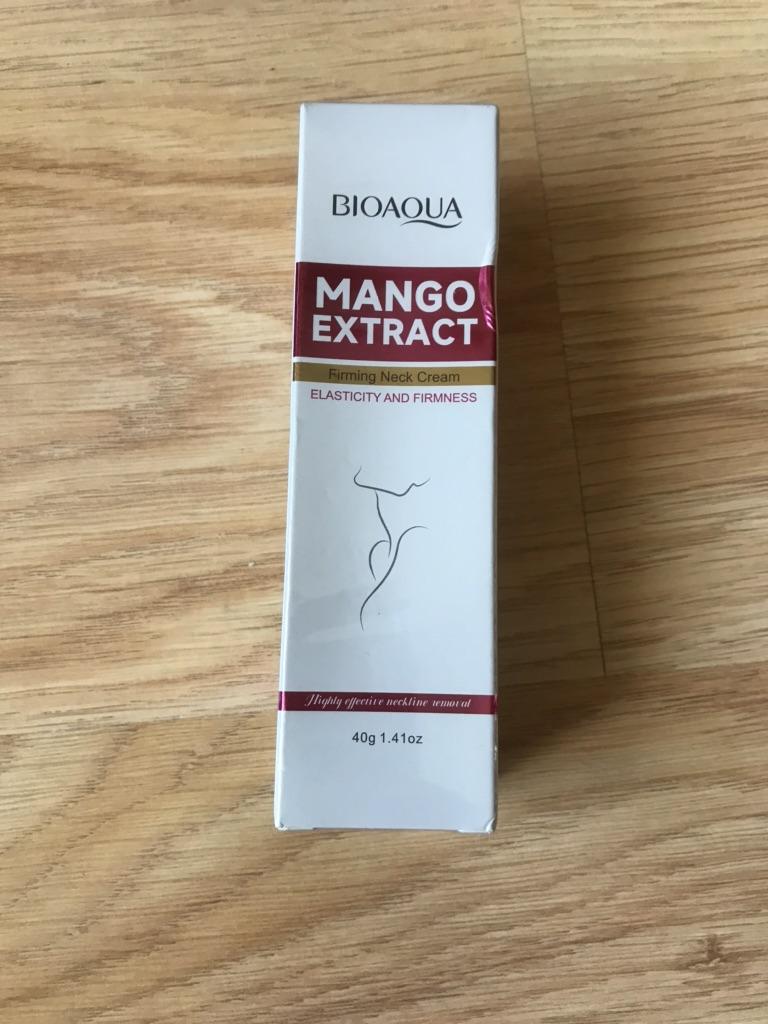 BIOAQUA
MANGO
EXTRACT
Firming Neck Cream
ELASTICITY AND FIRMNESS
Highly effective neckline removal
40g 1.41oz